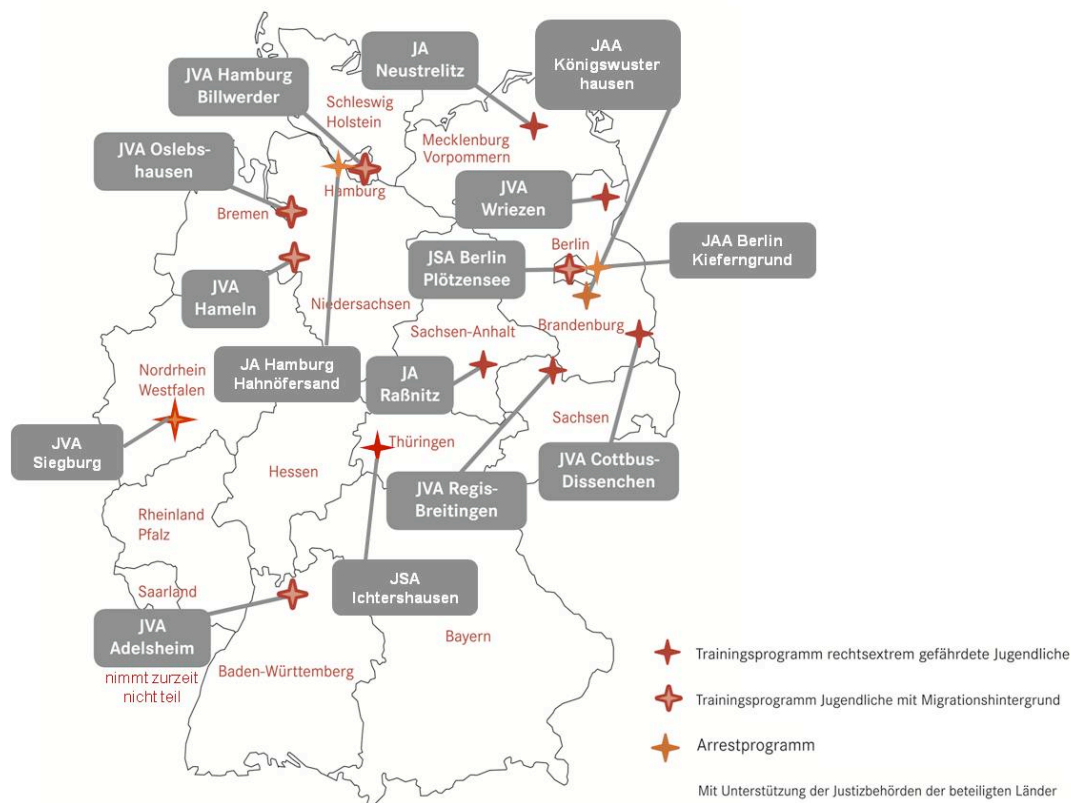 JA
Neustrelitz
JAA
Königswuster
hausen
JVA Hamburg
Billwerder
Schleswig
Holstein
Mecklenburg
Vorpommern
JVA Oslebs-
hausen
Hamburg
JVA
Wriezen
Bremen
JSA Berlin
Plötzensee
Berlin
JAA Berlin
Kieferngrund
JVA
Hameln
Niedersachsen
Sachsen-Anhalt
Brandenburg
JA Hamburg
Hahnöfersand
JA
Raßnitz
Nordrhein
Westfalen
Sachsen
JVA
Siegburg
Thüringen
JVA Cottbus-
Dissenchen
Hessen
JVA Regis-
Breitingen
Rheinland
Pfalz
JSA
Ichtershausen
Saarland
JVA
Adelsheim
nimmt zurzeit
nicht teil
Baden-Württemberg
Bayern
Trainingsprogramm rechtsextrem gefährdete Jugendliche
Trainingsprogramm Jugendliche mit Migrationshintergrund
Arrestprogramm
Mit Unterstützung der Justizbehörden der beteiligten Länder